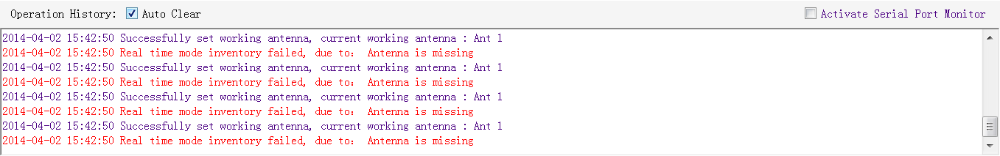 Operation History: Auto Clear Activate Serial Port Monitor
2014-04-02 15:42:50 Successfully set working antenna, current working antenna : Ant 1
2014-04-02 15:42:50 Real time mode inventory failed, due to： Antenna is missing
2014-04-02 15:42:50 Successfully set working antenna, current working antenna : Ant 1
2014-04-02 15:42:50 Real time mode inventory failed, due to： Antenna is missing
2014-04-02 15:42:50 Successfully set working antenna, current working antenna : Ant 1
2014-04-02 15:42:50 Real time mode inventory failed, due to： Antenna is missing
2014-04-02 15:42:50 Successfully set working antenna, current working antenna : Ant 1
2014-04-02 15:42:50 Real time mode inventory failed, due to： Antenna is missing